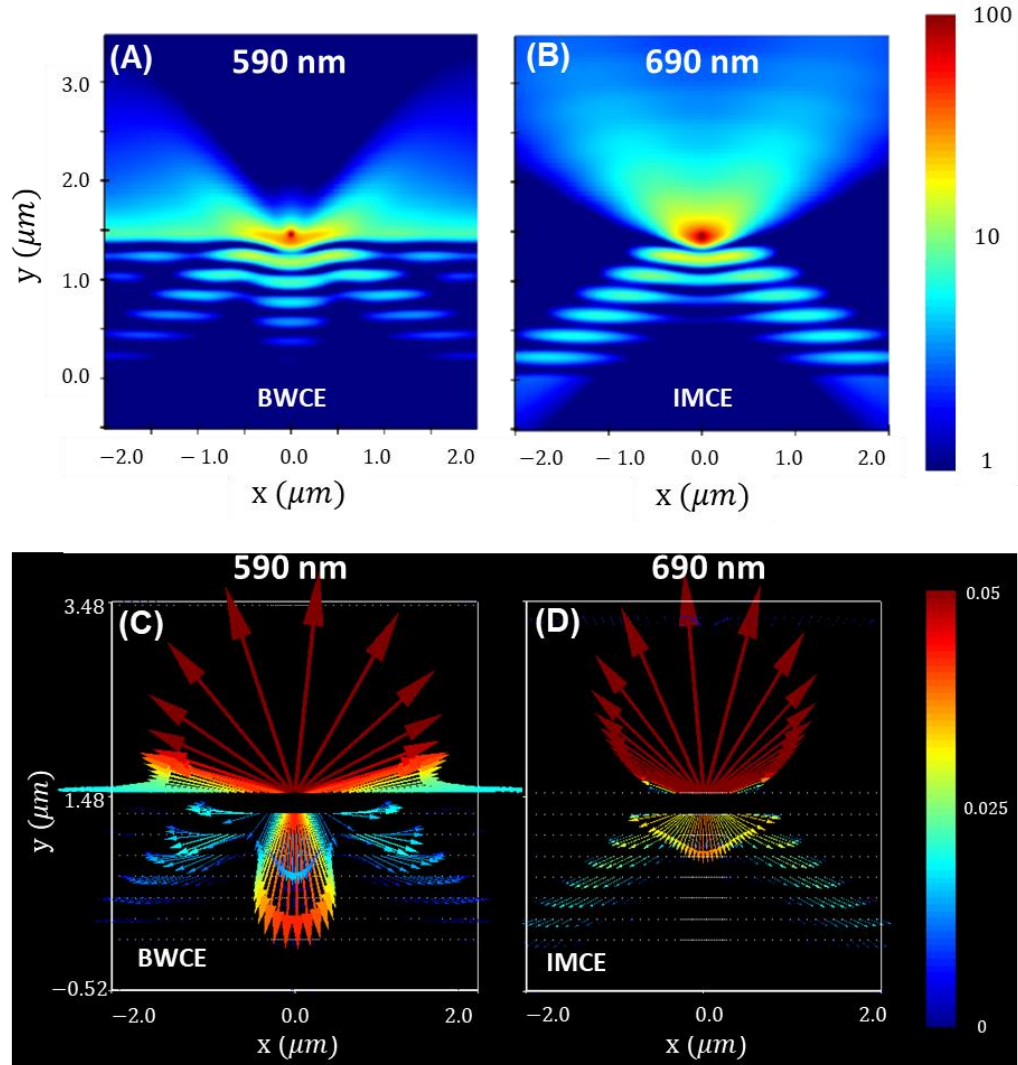 (A) 590 nm
(B) 690 nm
100
3.0
2.0
1.0
0.0
y (μm)
10
1
BWCE
IMCE
−2.0 −1.0 0.0 1.0 2.0
−2.0 −1.0 0.0 1.0 2.0
x (μm)
x (μm)
590 nm
690 nm
3.48
(C)
(D)
0.05
1.48
y (μm)
0.025
BWCE
IMCE
−0.52
0
−2.0 0.0 2.0
−2.0 0.0 2.0
x (μm)
x (μm)